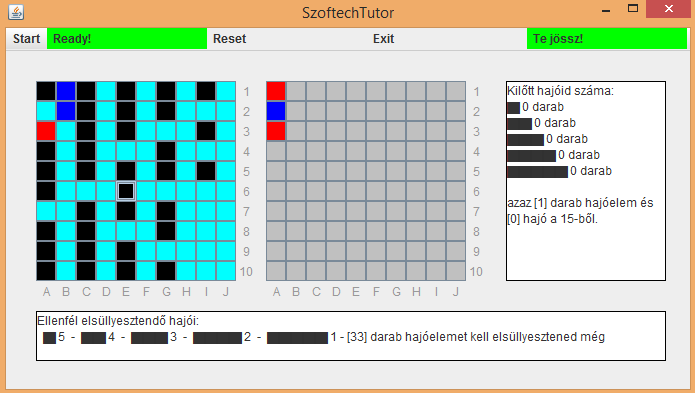 SzoftechTutor
Start Ready! Reset Exit Te jössz!
1
2
3
4
5
6
7
8
9
10
A B C D E F G H I J
1
2
3
4
5
6
7
8
9
10
A B C D E F G H I J
Kilőtt hajóid száma:
0 darab
0 darab
0 darab
0 darab
0 darab
azaz [1] darab hajóelem és
[0] hajó a 15-ből.
Ellenfél elsüllyesztendő hajói:
5 - 4 - 3 - 2 - 1 - [33] darab hajóelemet kell elsüllyesztened még